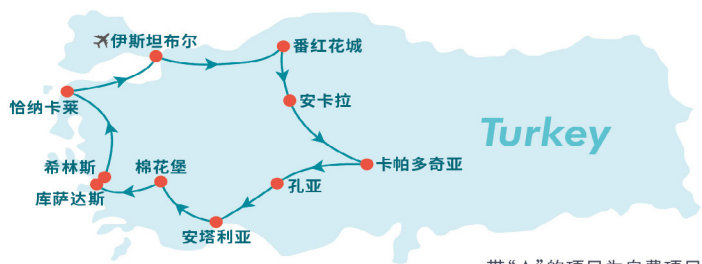 伊斯坦布尔
番红花城
恰纳卡莱
安卡拉
Turkey
希林斯
棉花堡
卡帕多奇亚
库萨达斯
孔亚
安塔利亚